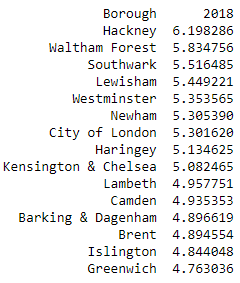 Borough 2018
Hackney 6.198286
Waltham Forest 5.834756
Southwark 5.516485
Lewisham 5.449221
Westminster 5.353565
Newham 5.305390
City of London 5.301620
Haringey 5.134625
Kensington & Chelsea 5.082465
Lambeth 4.957751
Camden 4.935353
Barking & Dagenham 4.896619
Brent 4.894554
Islington 4.844048
Greenwich 4.763036